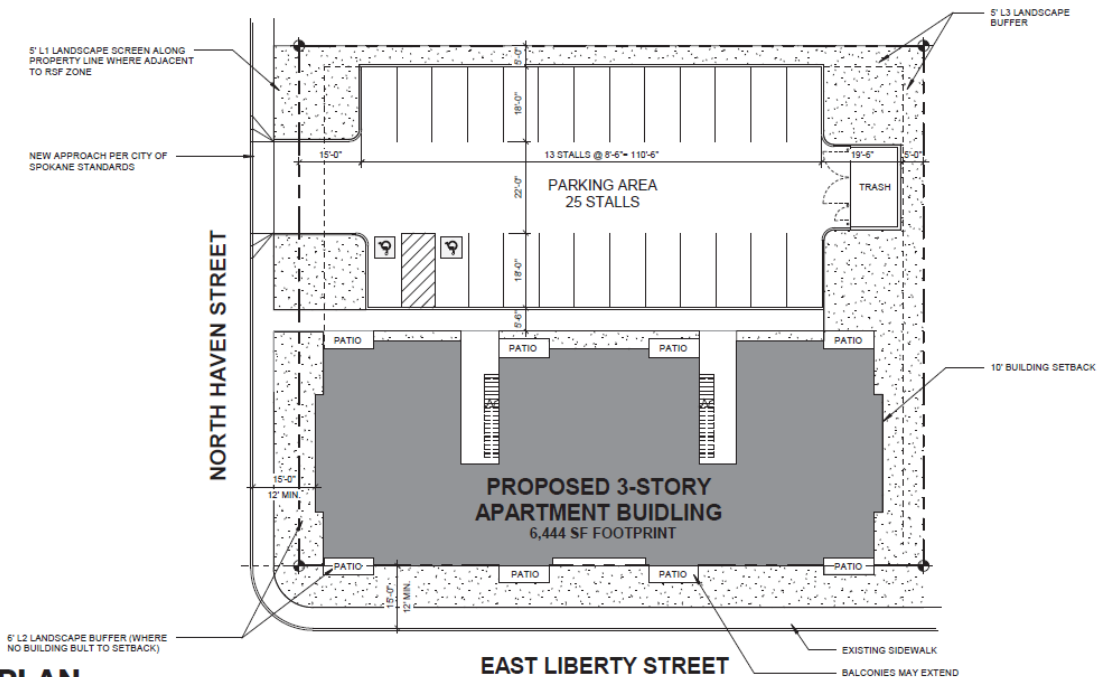 5' L3 LANDSCAPE
BUFFER
5' L1 LANDSCAPE SCREEN ALONG
PROPERTY LINE WHERE ADJACENT
TO RSF ZONE
5'-0"
18'-0"
NEW APPROACH PER CITY OF
SPOKANE STANDARDS
15'-0"
13 STALLS @ 8'-6"= 110'-6"
19'-6"
5'-0"
22'-0"
PARKING AREA
25 STALLS
TRASH
NORTH HAVEN STREET
18'-0"
5'-6"
PATIO
PATIO
PATIO
PATIO
10' BUILDING SETBACK
15'-0"
12' MIN.
PROPOSED 3-STORY
APARTMENT BUIDLING
6,444 SF FOOTPRINT
PATIO
PATIO
PATIO
PATIO
15'-0"
12' MIN.
6' L2 LANDSCAPE BUFFER (WHERE
NO BUILDING BULT TO SETBACK)
EAST LIBERTY STREET
EXISTING SIDEWALK
BALCONIES MAY EXTEND
PLAN